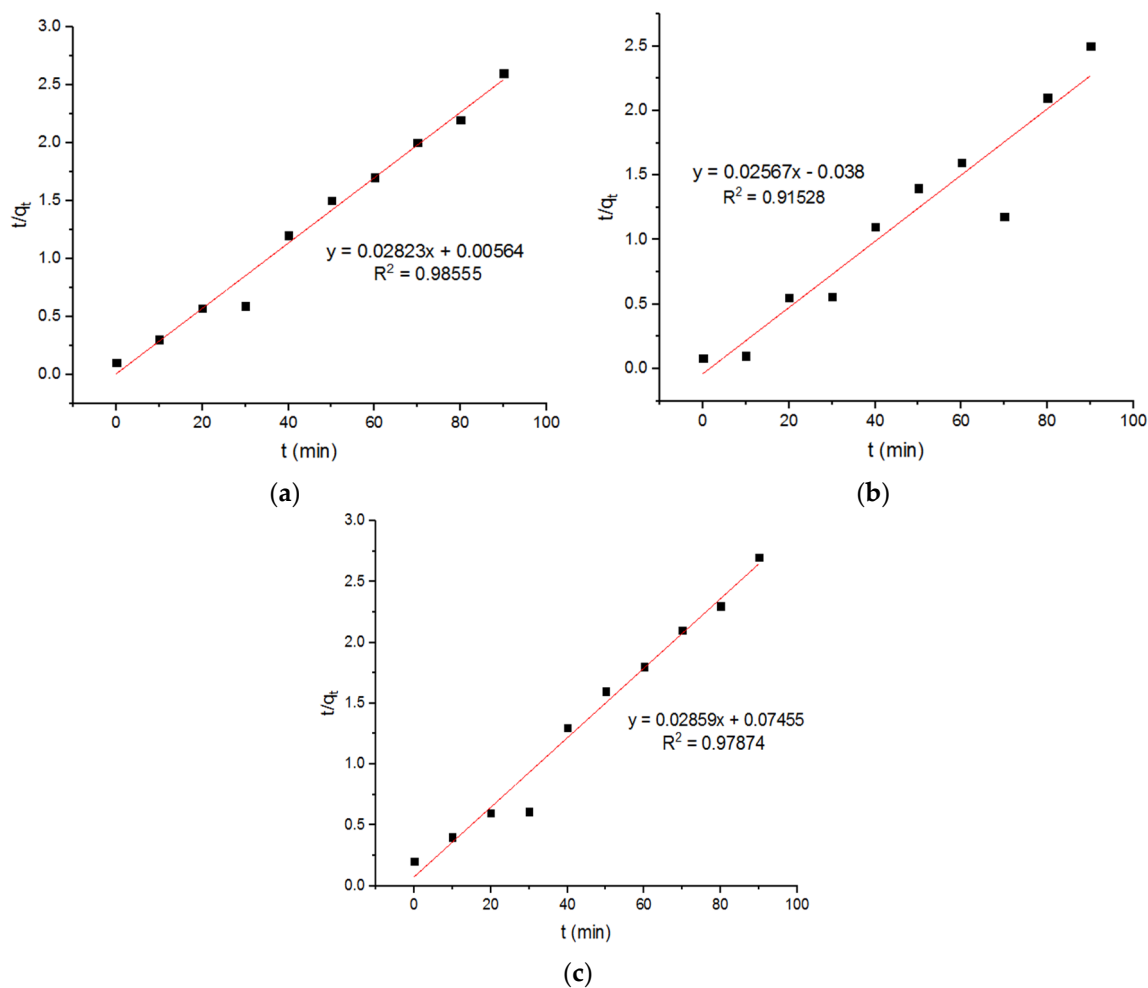 3.0
2.5
2.0
1.5
1.0
0.5
0.0
t/qt
y = 0.02823x + 0.00564
R² = 0.98555
0 20 40 60 80 100
t (min)
(a)
2.5
2.0
1.5
1.0
0.5
0.0
t/qt
y = 0.02567x - 0.038
R² = 0.91528
0 20 40 60 80 100
t (min)
(b)
3.0
2.5
2.0
1.5
1.0
0.5
0.0
t/qt
y = 0.02859x + 0.07455
R² = 0.97874
0 20 40 60 80 100
t (min)
(c)